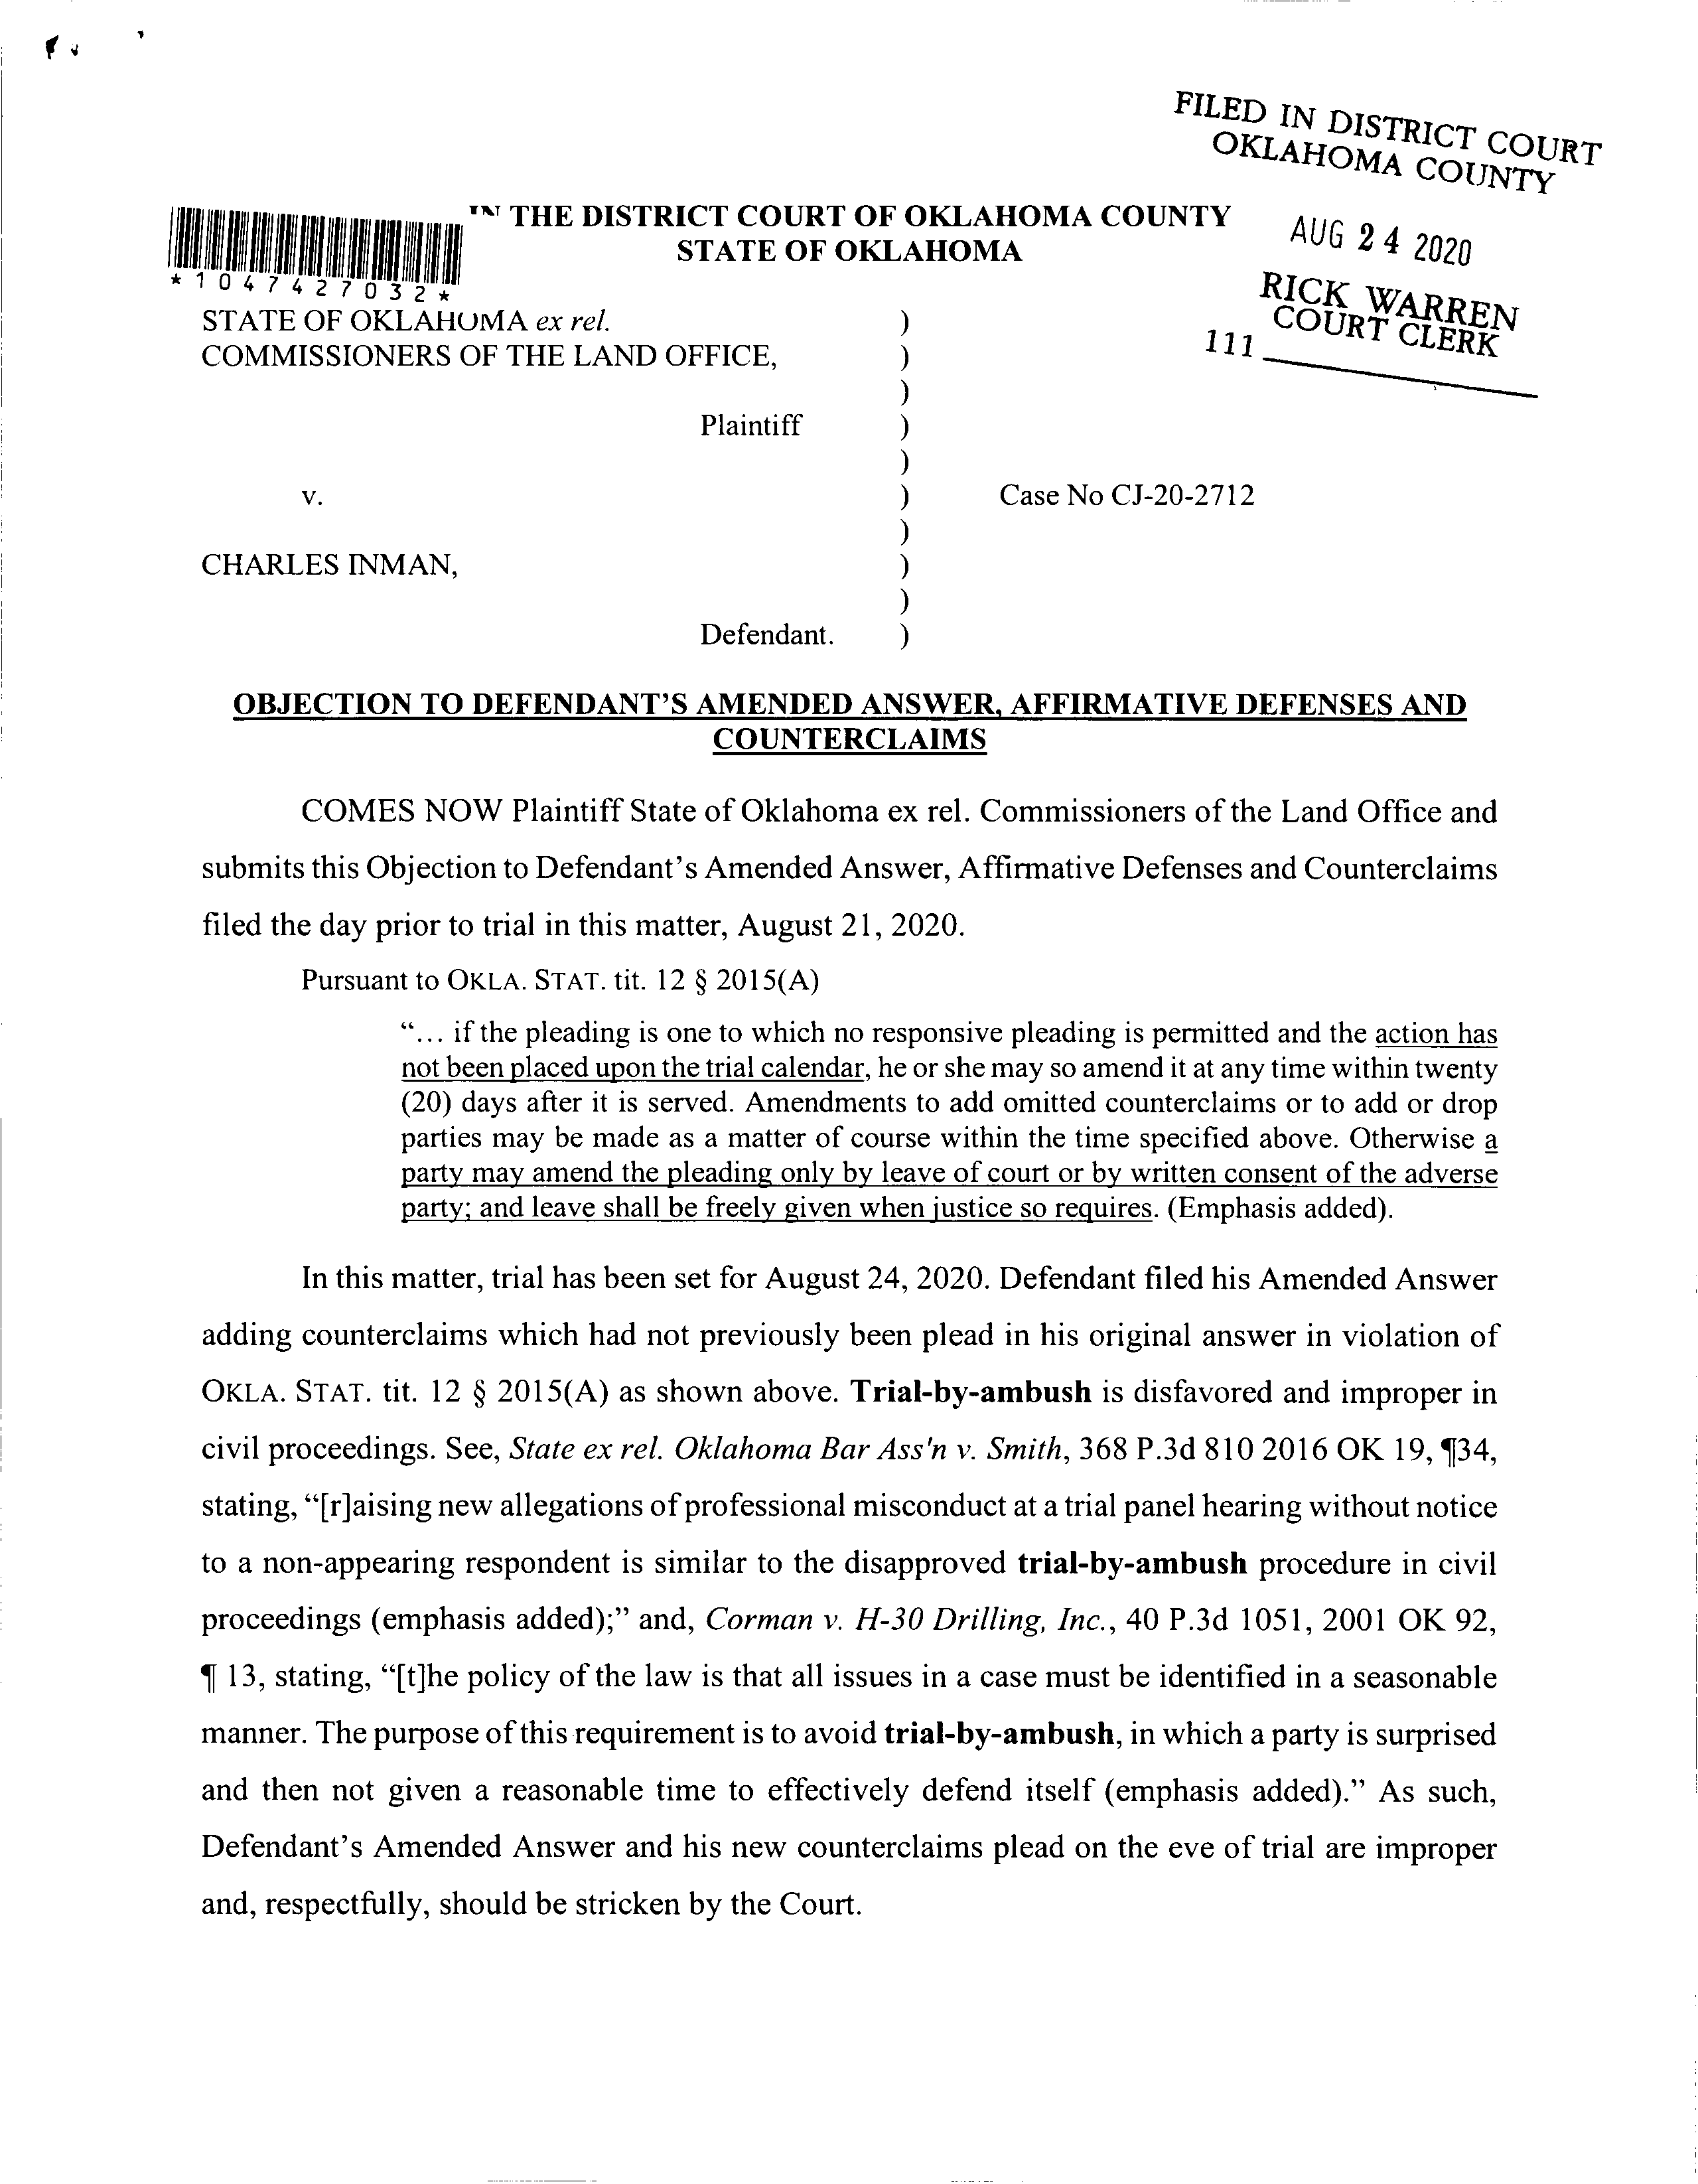 FILED IN DISTRICT COURT
OKLAHOMA COUNTY
AUG 24 2020
RICK WARREN
COURT CLERK
111
IN THE DISTRICT COURT OF OKLAHOMA COUNTY
STATE OF OKLAHOMA
*1047427032*
STATE OF OKLAHOMA ex rel. )
COMMISSIONERS OF THE LAND OFFICE, )
)
Plaintiff )
)
v. ) Case No CJ-20-2712
)
CHARLES INMAN, )
)
Defendant. )
OBJECTION TO DEFENDANT'S AMENDED ANSWER, AFFIRMATIVE DEFENSES AND
COUNTERCLAIMS
COMES NOW Plaintiff State of Oklahoma ex rel. Commissioners of the Land Office and
submits this Objection to Defendant's Amended Answer, Affirmative Defenses and Counterclaims
filed the day prior to trial in this matter, August 21, 2020.
Pursuant to OKLA. STAT. tit. 12 § 2015(A)
"... if the pleading is one to which no responsive pleading is permitted and the action has
not been placed upon the trial calendar, he or she may so amend it at any time within twenty
(20) days after it is served. Amendments to add omitted counterclaims or to add or drop
parties may be made as a matter of course within the time specified above. Otherwise a
party may amend the pleading only by leave of court or by written consent of the adverse
party; and leave shall be freely given when justice so requires. (Emphasis added).
In this matter, trial has been set for August 24, 2020. Defendant filed his Amended Answer
adding counterclaims which had not previously been plead in his original answer in violation of
OKLA. STAT. tit. 12 § 2015(A) as shown above. Trial-by-ambush is disfavored and improper in
civil proceedings. See, State ex rel. Oklahoma Bar Ass'n v. Smith, 368 P.3d 810 2016 OK 19, ¶34,
stating, "[r]aising new allegations of professional misconduct at a trial panel hearing without notice
to a non-appearing respondent is similar to the disapproved trial-by-ambush procedure in civil
proceedings (emphasis added);" and, Corman v. H-30 Drilling, Inc., 40 P.3d 1051, 2001 OK 92,
¶ 13, stating, "[t]he policy of the law is that all issues in a case must be identified in a seasonable
manner. The purpose of this requirement is to avoid trial-by-ambush, in which a party is surprised
and then not given a reasonable time to effectively defend itself (emphasis added)." As such,
Defendant's Amended Answer and his new counterclaims plead on the eve of trial are improper
and, respectfully, should be stricken by the Court.